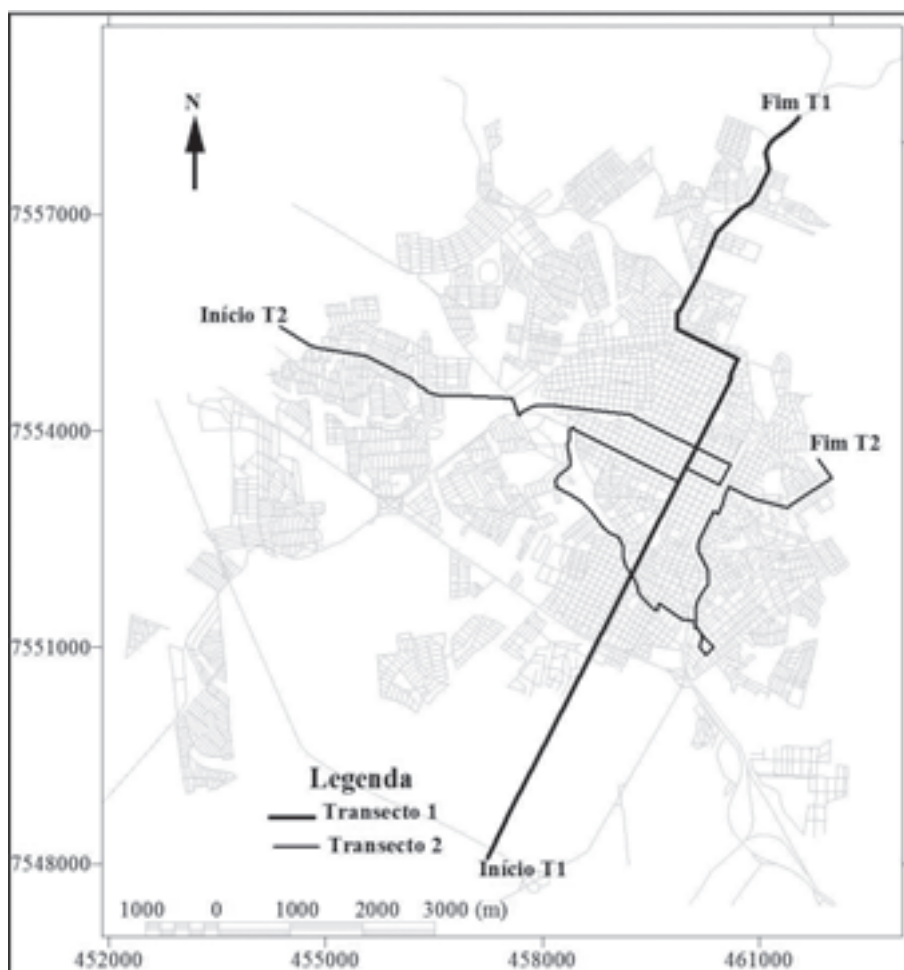 Fim T1
N
7557000
Início T2
7554000
Fim T2
7551000
Legenda
Transecto 1
Transecto 2
7548000
Início T1
1000 0 1000 2000 3000 (m)
452000 455000 458000 461000